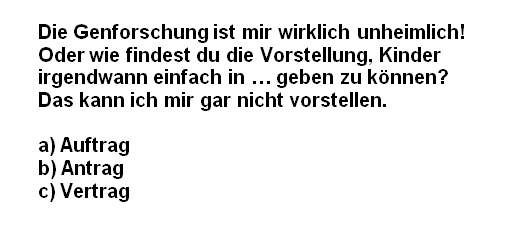 Die Genforschung ist mir wirklich unheimlich!
Oder wie findest du die Vorstellung, Kinder
irgendwann einfach in … geben zu können?
Das kann ich mir gar nicht vorstellen.
a) Auftrag
b) Antrag
c) Vertrag